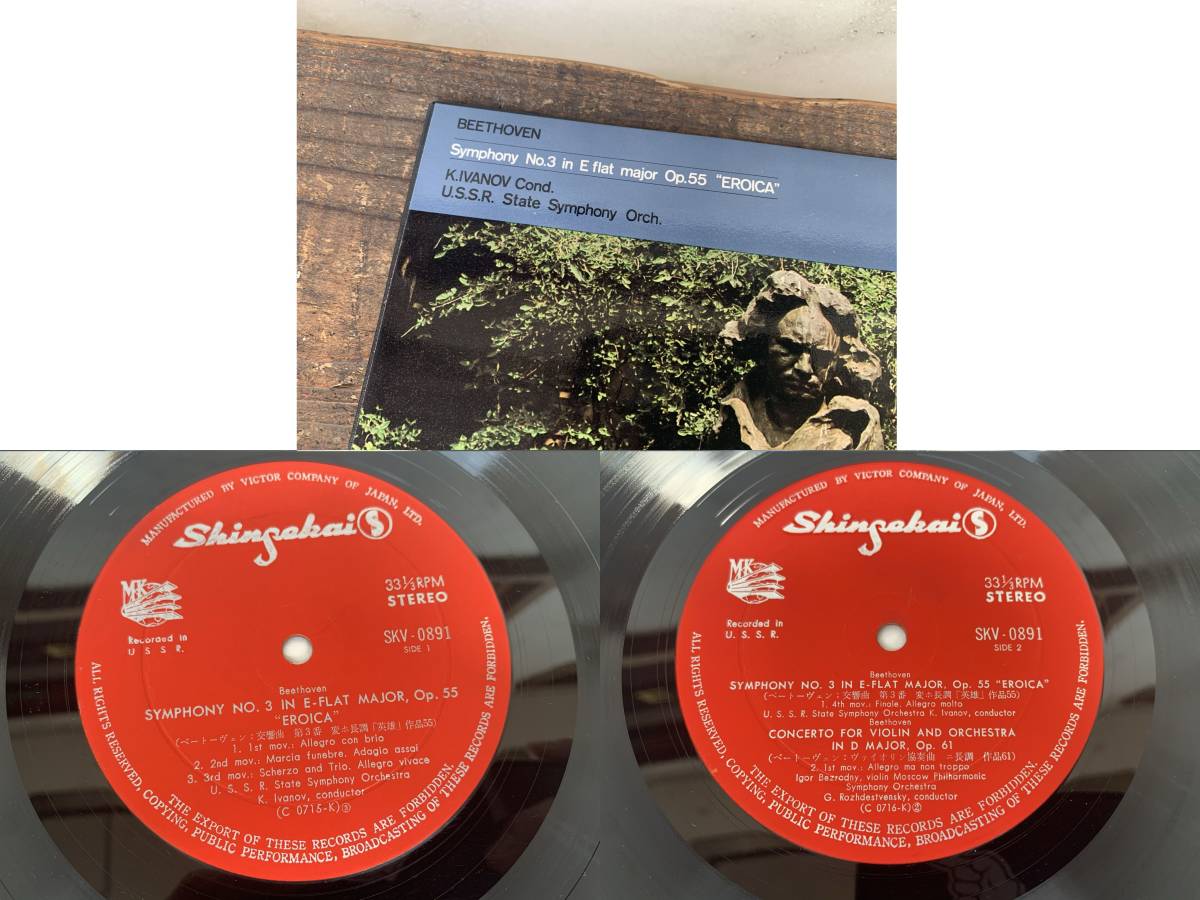 BEETHOVEN
Symphony No.3 in E flat major Op.55 "EROICA"
K.IVANOV Cond.
U.S.S.R. State Symphony Orch.
MANUFACTURED BY VICTOR COMPANY OF JAPAN, LTD.
Shinsekai S
MK
33 1/3 RPM
STEREO
Recorded in
U. S. S. R.
SKV-0891
SIDE 1
Beethoven
SYMPHONY NO. 3 IN E-FLAT MAJOR, Op. 55
"EROICA"
(ベートーヴェン:交響曲 第3番 変ホ長調「英雄」作品55)
1. 1st mov.: Allegro con brio
2. 2nd mov.: Marcia funebre. Adagio assai
3. 3rd mov.: Scherzo and Trio. Allegro vivace
U. S. S. R. State Symphony Orchestra
K. Ivanov, conductor
(C 0715-K)⑤
ALL RIGHTS RESERVED, COPYING, PUBLIC PERFORMANCE, BROADCASTING OF THESE RECORDS ARE FORBIDDEN.
THE EXPORT OF THESE RECORDS ARE FORBIDDEN.
MANUFACTURED BY VICTOR COMPANY OF JAPAN, LTD.
Shinsekai S
MK
33 1/3 RPM
STEREO
Recorded in
U. S. S. R.
SKV-0891
SIDE 2
Beethoven
SYMPHONY NO. 3 IN E-FLAT MAJOR, Op. 55 "EROICA"
(ベートーヴェン:交響曲 第3番 変ホ長調「英雄」作品55)
1. 4th mov.: Finale. Allegro molto
U. S. S. R. State Symphony Orchestra K. Ivanov, conductor
Beethoven
CONCERTO FOR VIOLIN AND ORCHESTRA
IN D MAJOR, Op. 61
(ベートーヴェン:ヴァイオリン協奏曲 ニ長調 作品61)
2. 1st mov.: Allegro ma non troppo
Igor Bezrodny, violin Moscow Philharmonic
Symphony Orchestra
G. Rozhdestvensky, conductor
(C 0716-K)②
ALL RIGHTS RESERVED, COPYING, PUBLIC PERFORMANCE, BROADCASTING OF THESE RECORDS ARE FORBIDDEN.
THE EXPORT OF THESE RECORDS ARE FORBIDDEN.